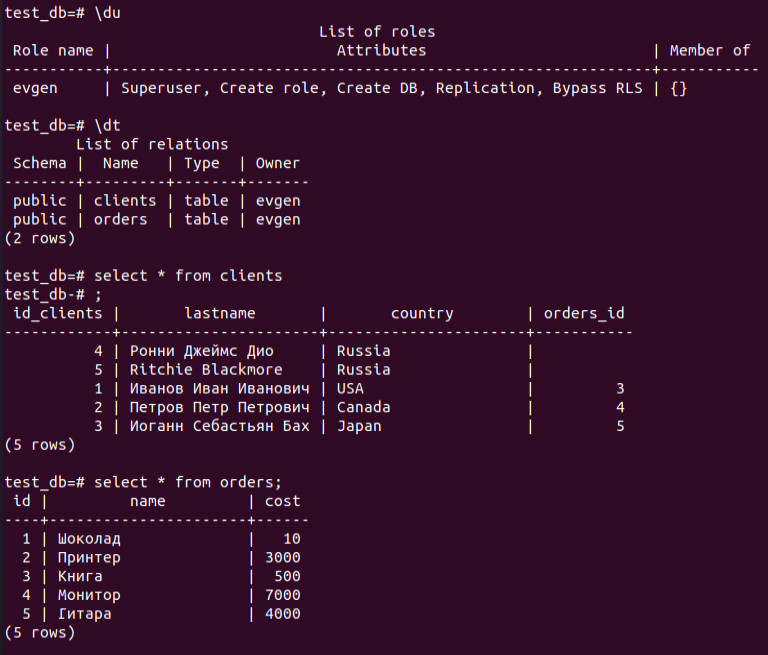 test_db=# \du
                                   List of roles
 Role name |                         Attributes                         | Member of
-----------+------------------------------------------------------------+-----------
 evgen     | Superuser, Create role, Create DB, Replication, Bypass RLS | {}
test_db=# \dt
        List of relations
 Schema |  Name   | Type  | Owner
--------+---------+-------+-------
 public | clients | table | evgen
 public | orders  | table | evgen
(2 rows)
test_db=# select * from clients
test_db-# ;
 id_clients |       lastname       |       country        | orders_id
------------+----------------------+----------------------+-----------
          4 | Ронни Джеймс Дио     | Russia               |
          5 | Ritchie Blackmore    | Russia               |
          1 | Иванов Иван Иванович | USA                  |         3
          2 | Петров Петр Петрович | Canada               |         4
          3 | Иоганн Себастьян Бах | Japan                |         5
(5 rows)
test_db=# select * from orders;
 id |         name         | cost
----+----------------------+------
  1 | Шоколад              |   10
  2 | Принтер              | 3000
  3 | Книга                |  500
  4 | Монитор              | 7000
  5 | Гитара               | 4000
(5 rows)